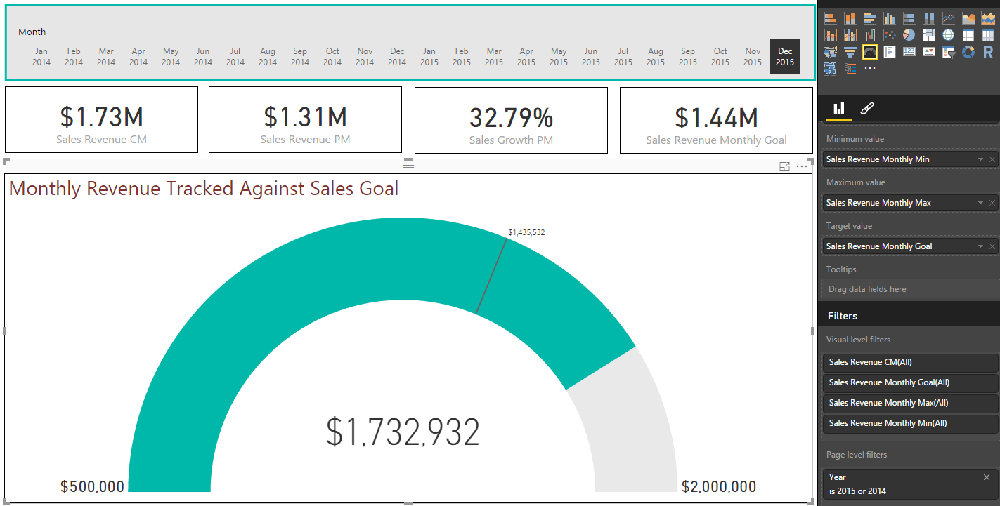 Month
Jan Feb Mar Apr May Jun Jul Aug Sep Oct Nov Dec Jan Feb Mar Apr May Jun Jul Aug Sep Oct Nov Dec
2014 2014 2014 2014 2014 2014 2014 2014 2014 2014 2014 2014 2015 2015 2015 2015 2015 2015 2015 2015 2015 2015 2015 2015
$1.73M
Sales Revenue CM
$1.31M
Sales Revenue PM
32.79%
Sales Growth PM
$1.44M
Sales Revenue Monthly Goal
Monthly Revenue Tracked Against Sales Goal
$1,435,532
$1,732,932
$500,000
$2,000,000
123
R
Minimum value
Sales Revenue Monthly Min
Maximum value
Sales Revenue Monthly Max
Target value
Sales Revenue Monthly Goal
Tooltips
Drag data fields here
Filters
Visual level filters
Sales Revenue CM(All)
Sales Revenue Monthly Goal(All)
Sales Revenue Monthly Max(All)
Sales Revenue Monthly Min(All)
Page level filters
Year
is 2015 or 2014